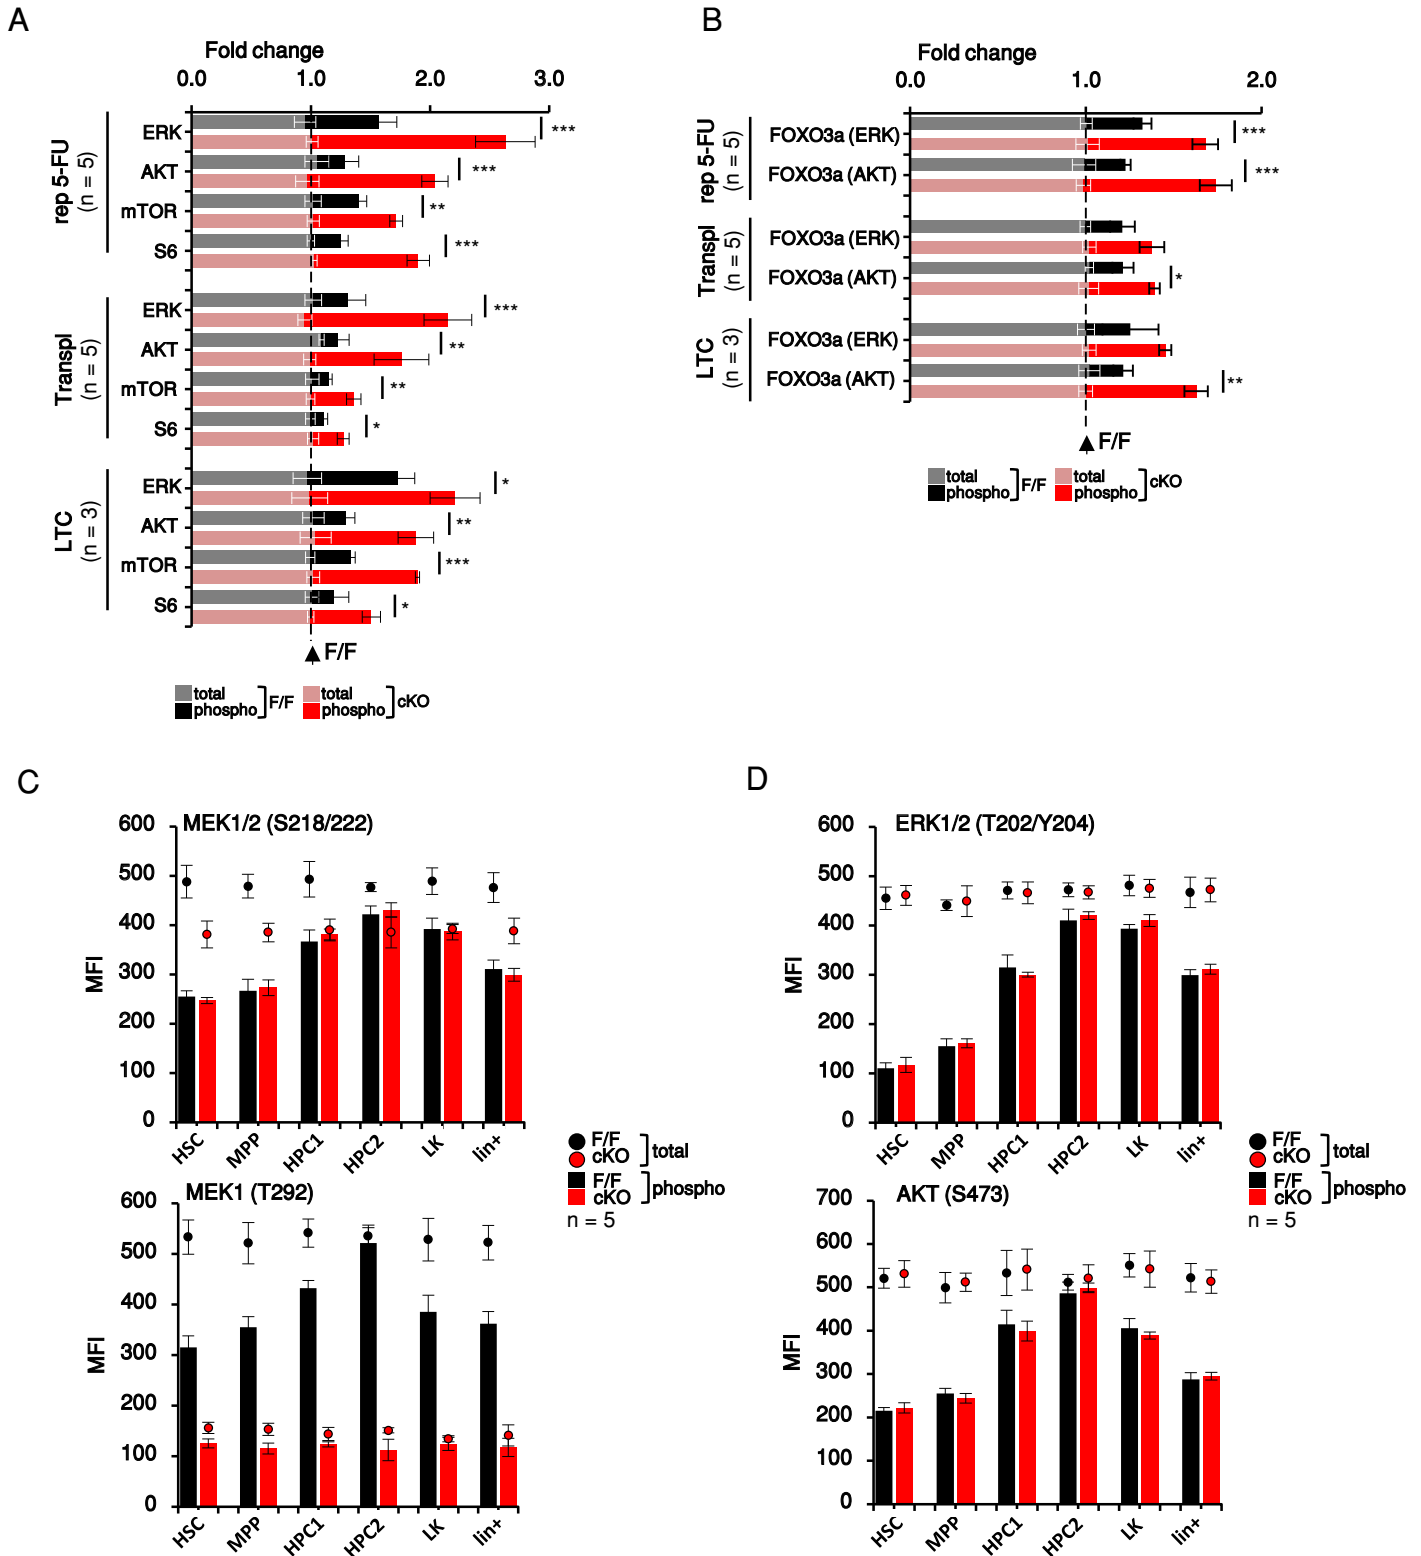 A
Fold change
0.0 1.0 2.0 3.0
rep 5-FU
(n = 5)
ERK ***
AKT ***
mTOR **
S6 ***
Transpl
(n = 5)
ERK ***
AKT **
mTOR **
S6 *
LTC
(n = 3)
ERK *
AKT **
mTOR ***
S6 *
F/F
total
phospho
F/F
total
phospho
cKO
B
Fold change
0.0 1.0 2.0
rep 5-FU
(n = 5)
FOXO3a (ERK) ***
FOXO3a (AKT) ***
Transpl
(n = 5)
FOXO3a (ERK)
FOXO3a (AKT) *
LTC
(n = 3)
FOXO3a (ERK)
FOXO3a (AKT) **
F/F
total
phospho
F/F
total
phospho
cKO
C
MEK1/2 (S218/222)
600
500
400
300
200
100
0
MFI
HSC MPP HPC1 HPC2 LK lin+
MEK1 (T292)
600
500
400
300
200
100
0
MFI
HSC MPP HPC1 HPC2 LK lin+
F/F
cKO
total
F/F
cKO
phospho
n = 5
D
ERK1/2 (T202/Y204)
600
500
400
300
200
100
0
MFI
HSC MPP HPC1 HPC2 LK lin+
AKT (S473)
700
600
500
400
300
200
100
0
MFI
HSC MPP HPC1 HPC2 LK lin+
F/F
cKO
total
F/F
cKO
phospho
n = 5